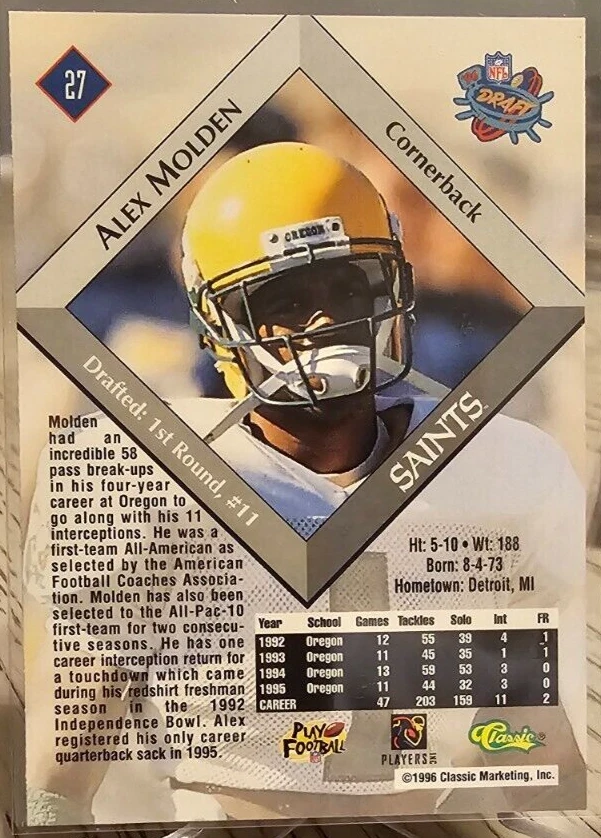 27
NFL
DRAFT
ALEX MOLDEN
Cornerback
OREGON
Drafted: 1st Round, #11
SAINTS™
Molden
had an
incredible 58
pass break-ups
in his four-year
career at Oregon to
go along with his 11
interceptions. He was a
first-team All-American as
selected by the American
Football Coaches Associa-
tion. Molden has also been
selected to the All-Pac-10
first-team for two consecu-
tive seasons. He has one
career interception return for
a touchdown which came
during his redshirt freshman
season in the 1992
Independence Bowl. Alex
registered his only career
quarterback sack in 1995.
Ht: 5-10 • Wt: 188
Born: 8-4-73
Hometown: Detroit, MI
Year School Games Tackles Solo Int FR
1992 Oregon 12 55 39 4 1
1993 Oregon 11 45 35 1 1
1994 Oregon 13 59 53 3 0
1995 Oregon 11 44 32 3 0
CAREER 47 203 159 11 2
PLAY
FOOTBALL
NFL
PLAYERS INC
Classic®
©1996 Classic Marketing, Inc.